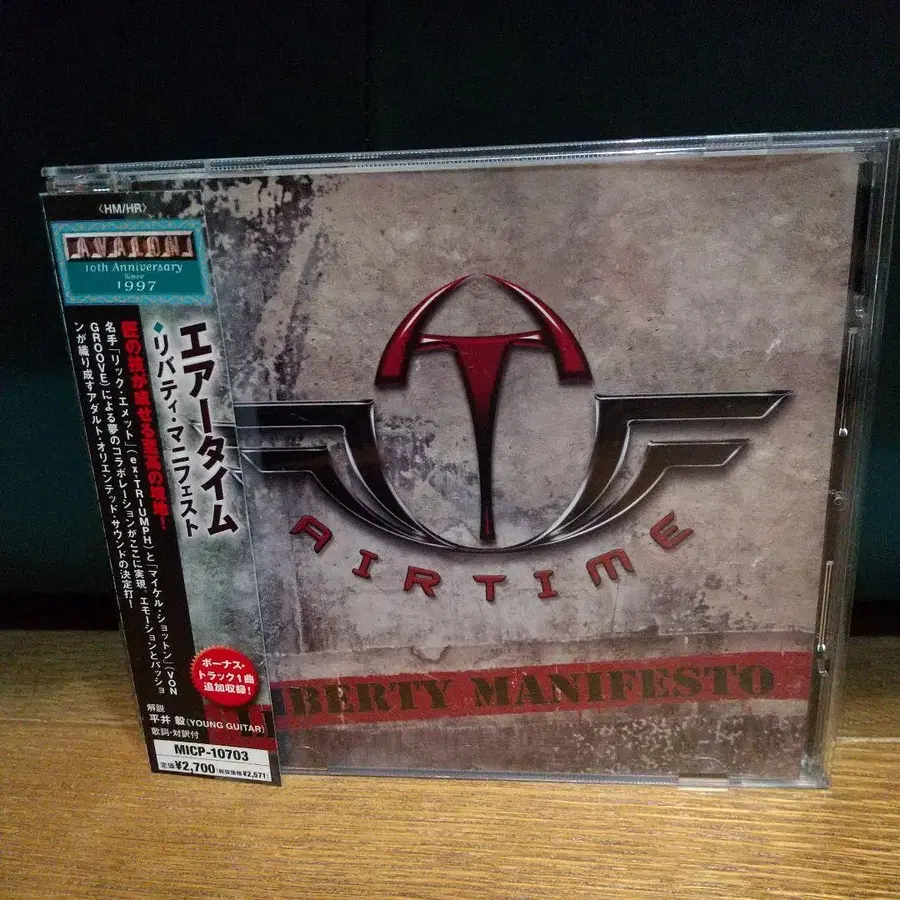 〈HM/HR〉
AVALON
10th Anniversary
Since
1997
エアータイム
リバティ・マニフェスト
匠の技が魅せる至高の境地!
名手「リック・エメット」(ex-TRIUMPH)と「マイケル・ショットン」(VON
GROOVE)による夢のコラボレーションがここに実現。エモーションとパッショ
ンが織り成すアダルト・オリエンテッド・サウンドの決定打!
ボーナス・
トラック1曲
追加収録!
解説
平井 毅(YOUNG GUITAR)
歌詞・対訳付
MICP-10703
定価¥2,700(税抜価格¥2,571)
AIRTIME
IBERTY MANIFESTO